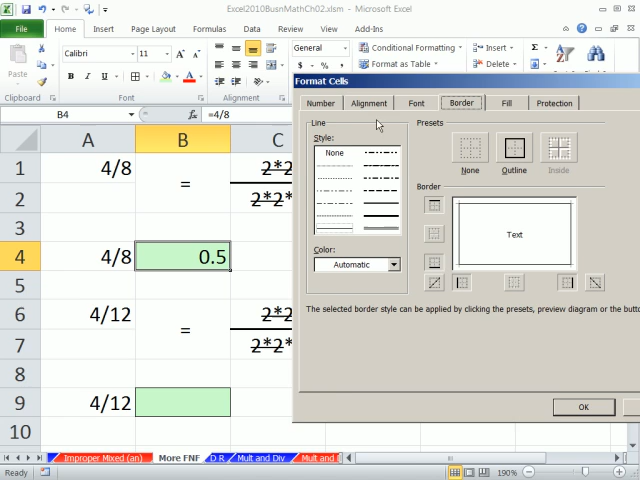 Excel2010BusnMathCh02.xlsm - Microsoft Excel
File Home Insert Page Layout Formulas Data Review View Add-Ins
Paste
Clipboard
Calibri 11
B I U
Font
Alignment
General
$ % ,
Conditional Formatting
Format as Table
Insert
Delete
Σ
B4 fx =4/8
A B C
1 4/8 = 2*2
2 2*2*
3
4 4/8 0.5
5
6 4/12 = 2*2
7 2*2*
8
9 4/12
10
Format Cells
Number Alignment Font Border Fill Protection
Line
Style:
None
Color:
Automatic
Presets
None Outline Inside
Border
Text
The selected border style can be applied by clicking the presets, preview diagram or the butto
OK
Improper Mixed (an) More FNF D R Mult and Div Mult and
Ready 190%